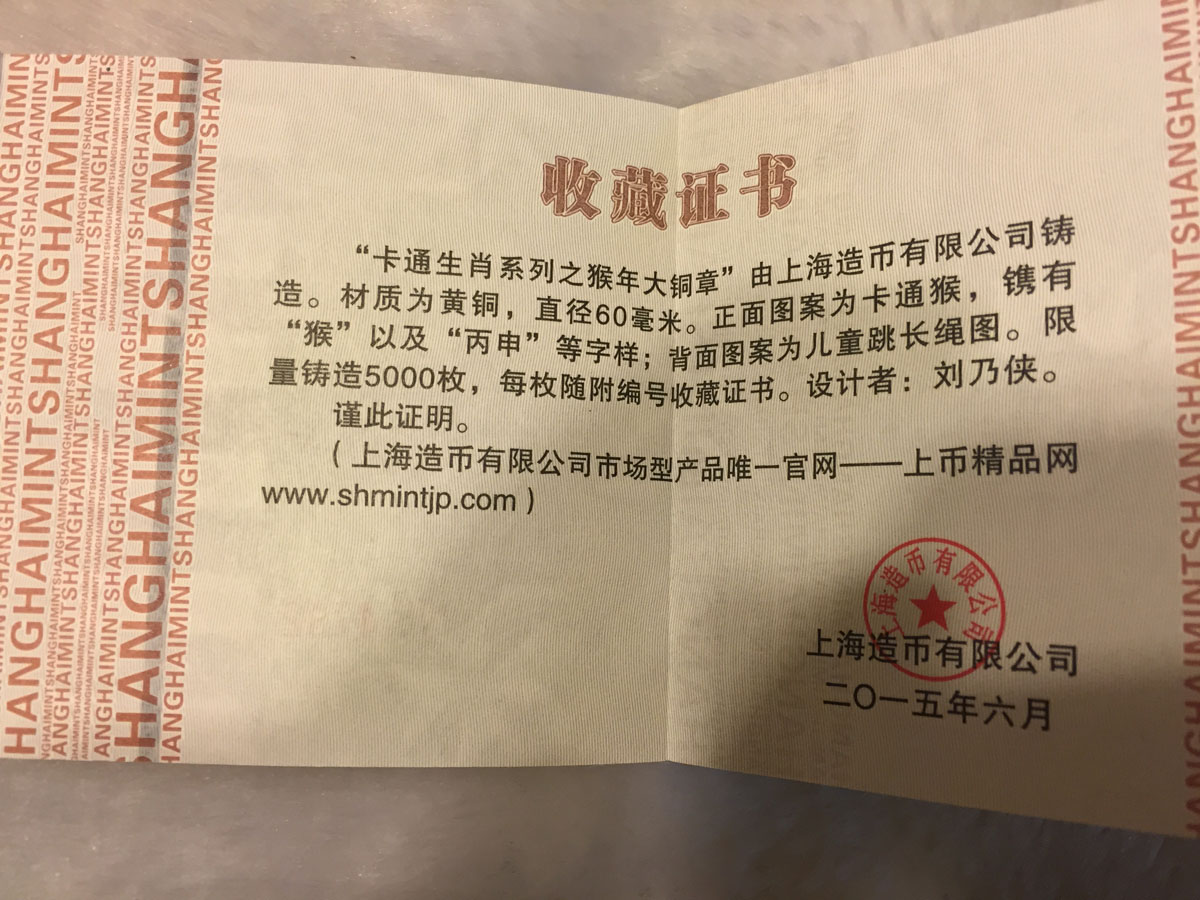 收藏证书
“卡通生肖系列之猴年大铜章”由上海造币有限公司铸
造。材质为黄铜，直径60毫米。正面图案为卡通猴，镌有
“猴”以及“丙申”等字样；背面图案为儿童跳长绳图。限
量铸造5000枚，每枚随附编号收藏证书。设计者：刘乃侠。
谨此证明。
（上海造币有限公司市场型产品唯一官网——上币精品网
www.shmintjp.com）
上海造币有限公司
上海造币有限公司
二〇一五年六月
SHANGHAIMINTSHANGHAIMINTSHANGHAIMINT